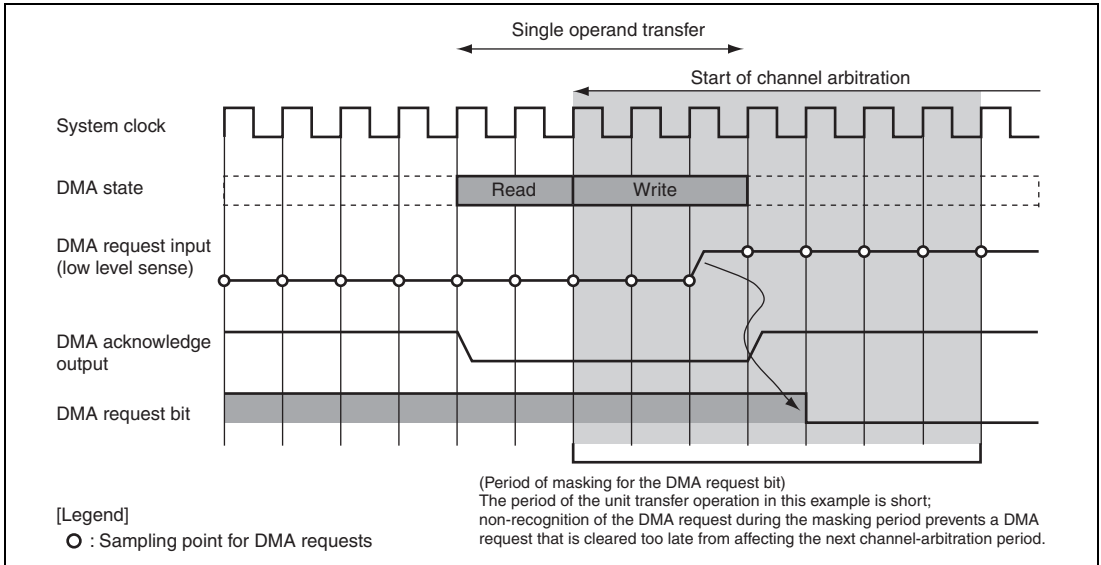 Single operand transfer
Start of channel arbitration
System clock
DMA state
Read
Write
DMA request input
(low level sense)
DMA acknowledge
output
DMA request bit
(Period of masking for the DMA request bit)
The period of the unit transfer operation in this example is short;
non-recognition of the DMA request during the masking period prevents a DMA
request that is cleared too late from affecting the next channel-arbitration period.
[Legend]
: Sampling point for DMA requests